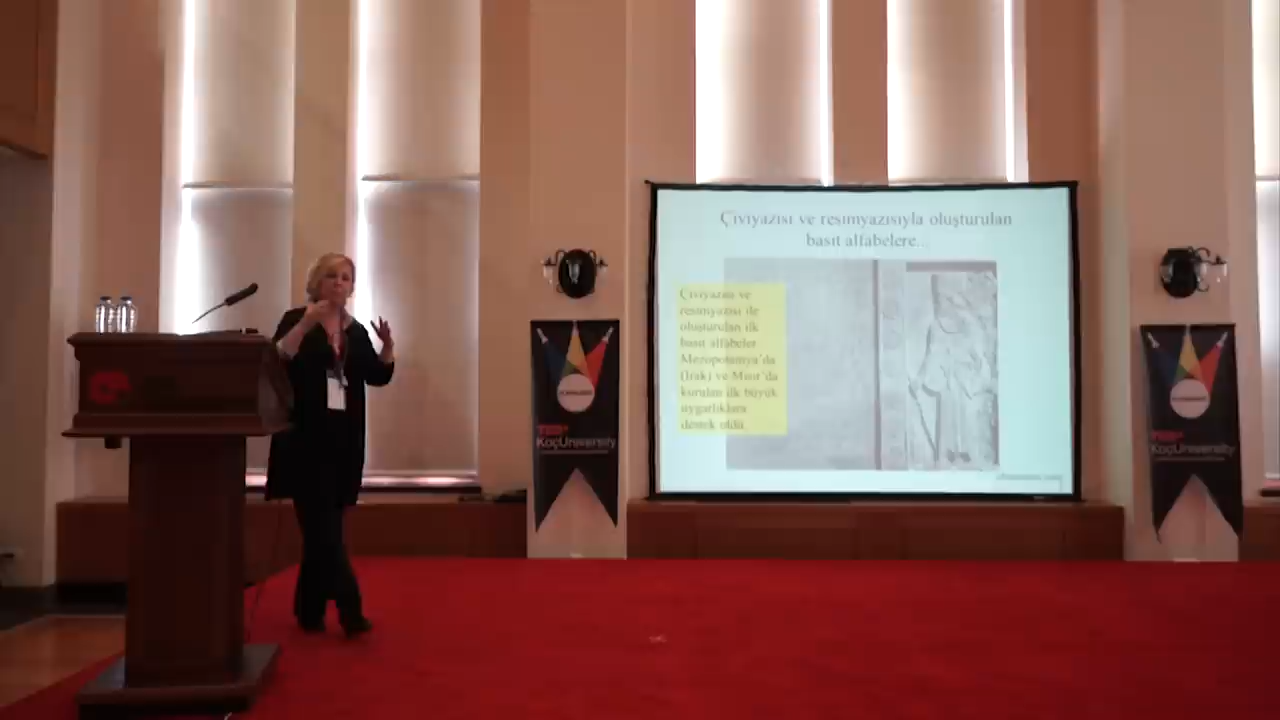 Çiviyazısı ve resimyazısıyla oluşturulan
basit alfabelere...
Çiviyazısı ve
resimyazısı ile
oluşturulan ilk
basit alfabeler
Mezopotamya'da
(Irak) ve Mısır'da
kurulan ilk büyük
uygarlıklara
destek oldu.
TEDx
KoçUniversity
TEDx
KoçUniversity